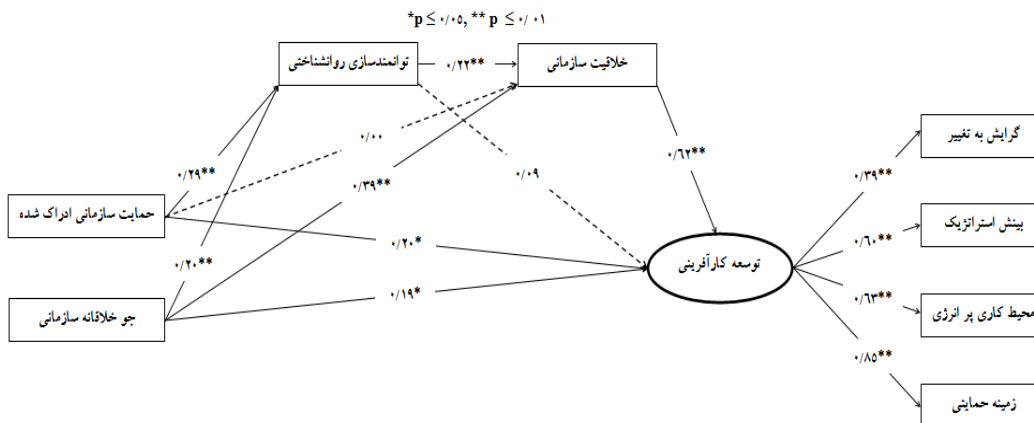 *p ≤ ۰/۰۵, ** p ≤ ۰/۰۱
توانمندسازی روانشناختی
۰/۲۲**
خلاقیت سازمانی
گرایش به تغییر
۰/۰۰
۰/۶۲**
۰/۲۹**
۰/۰۹
۰/۳۹**
۰/۳۹**
حمایت سازمانی ادراک شده
بینش استراتژیک
۰/۲۰*
۰/۶۰**
توسعه کارآفرینی
۰/۲۰**
۰/۱۹*
۰/۶۳**
محیط کاری پر انرژی
جو خلاقانه سازمانی
۰/۸۵**
زمینه حمایتی